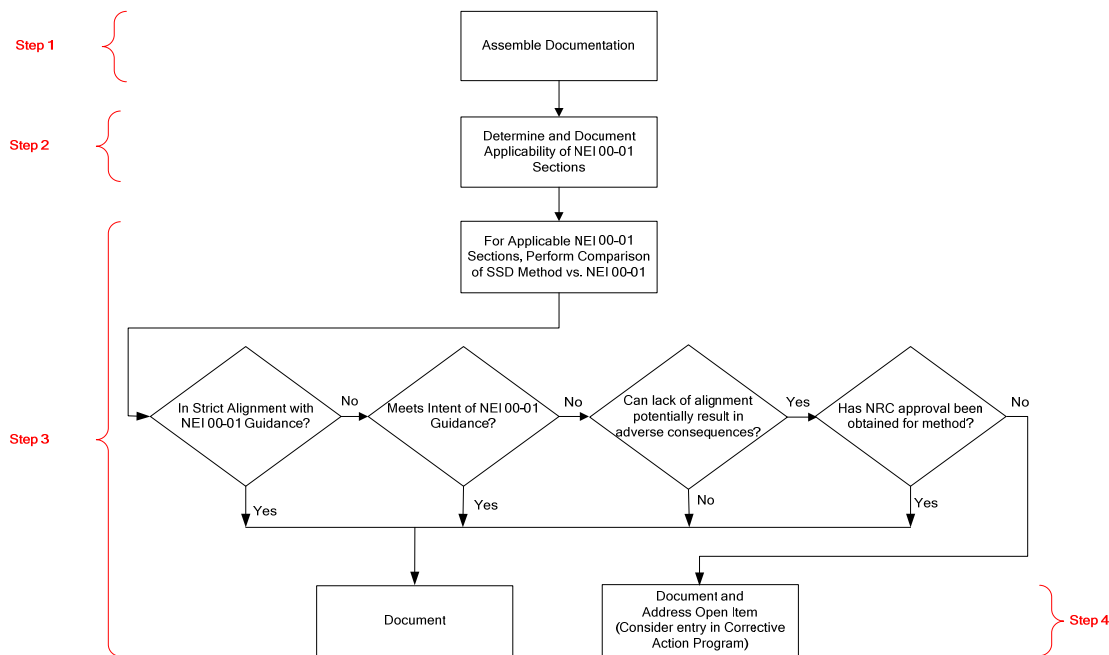 Step 1
Assemble Documentation
Step 2
Determine and Document
Applicability of NEI 00-01
Sections
For Applicable NEI 00-01
Sections, Perform Comparison
of SSD Method vs. NEI 00-01
Step 3
In Strict Alignment with
NEI 00-01 Guidance?
No
Yes
Meets Intent of NEI 00-01
Guidance?
No
Yes
Can lack of alignment
potentially result in
adverse consequences?
Yes
No
Has NRC approval been
obtained for method?
No
Yes
Document
Document and
Address Open Item
(Consider entry in Corrective
Action Program)
Step 4